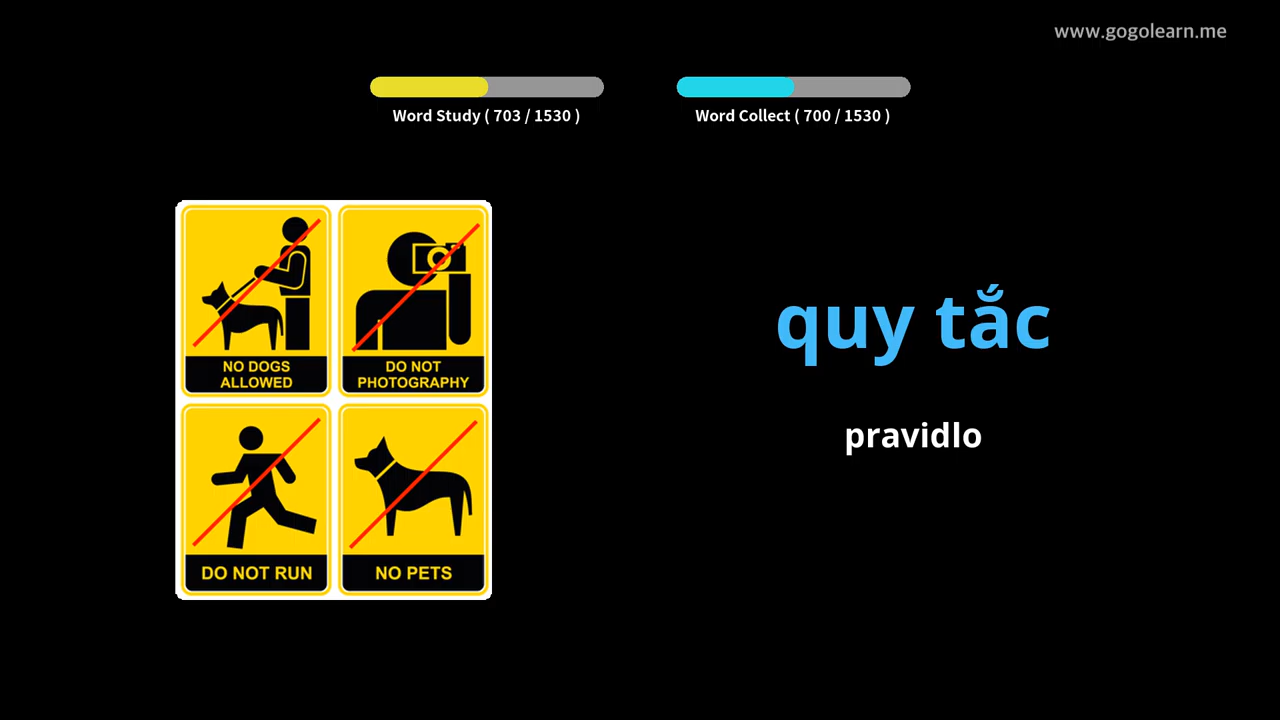 www.gogolearn.me
Word Study ( 703 / 1530 )
Word Collect ( 700 / 1530 )
NO DOGS
ALLOWED
DO NOT
PHOTOGRAPHY
DO NOT RUN
NO PETS
quy tắc
pravidlo